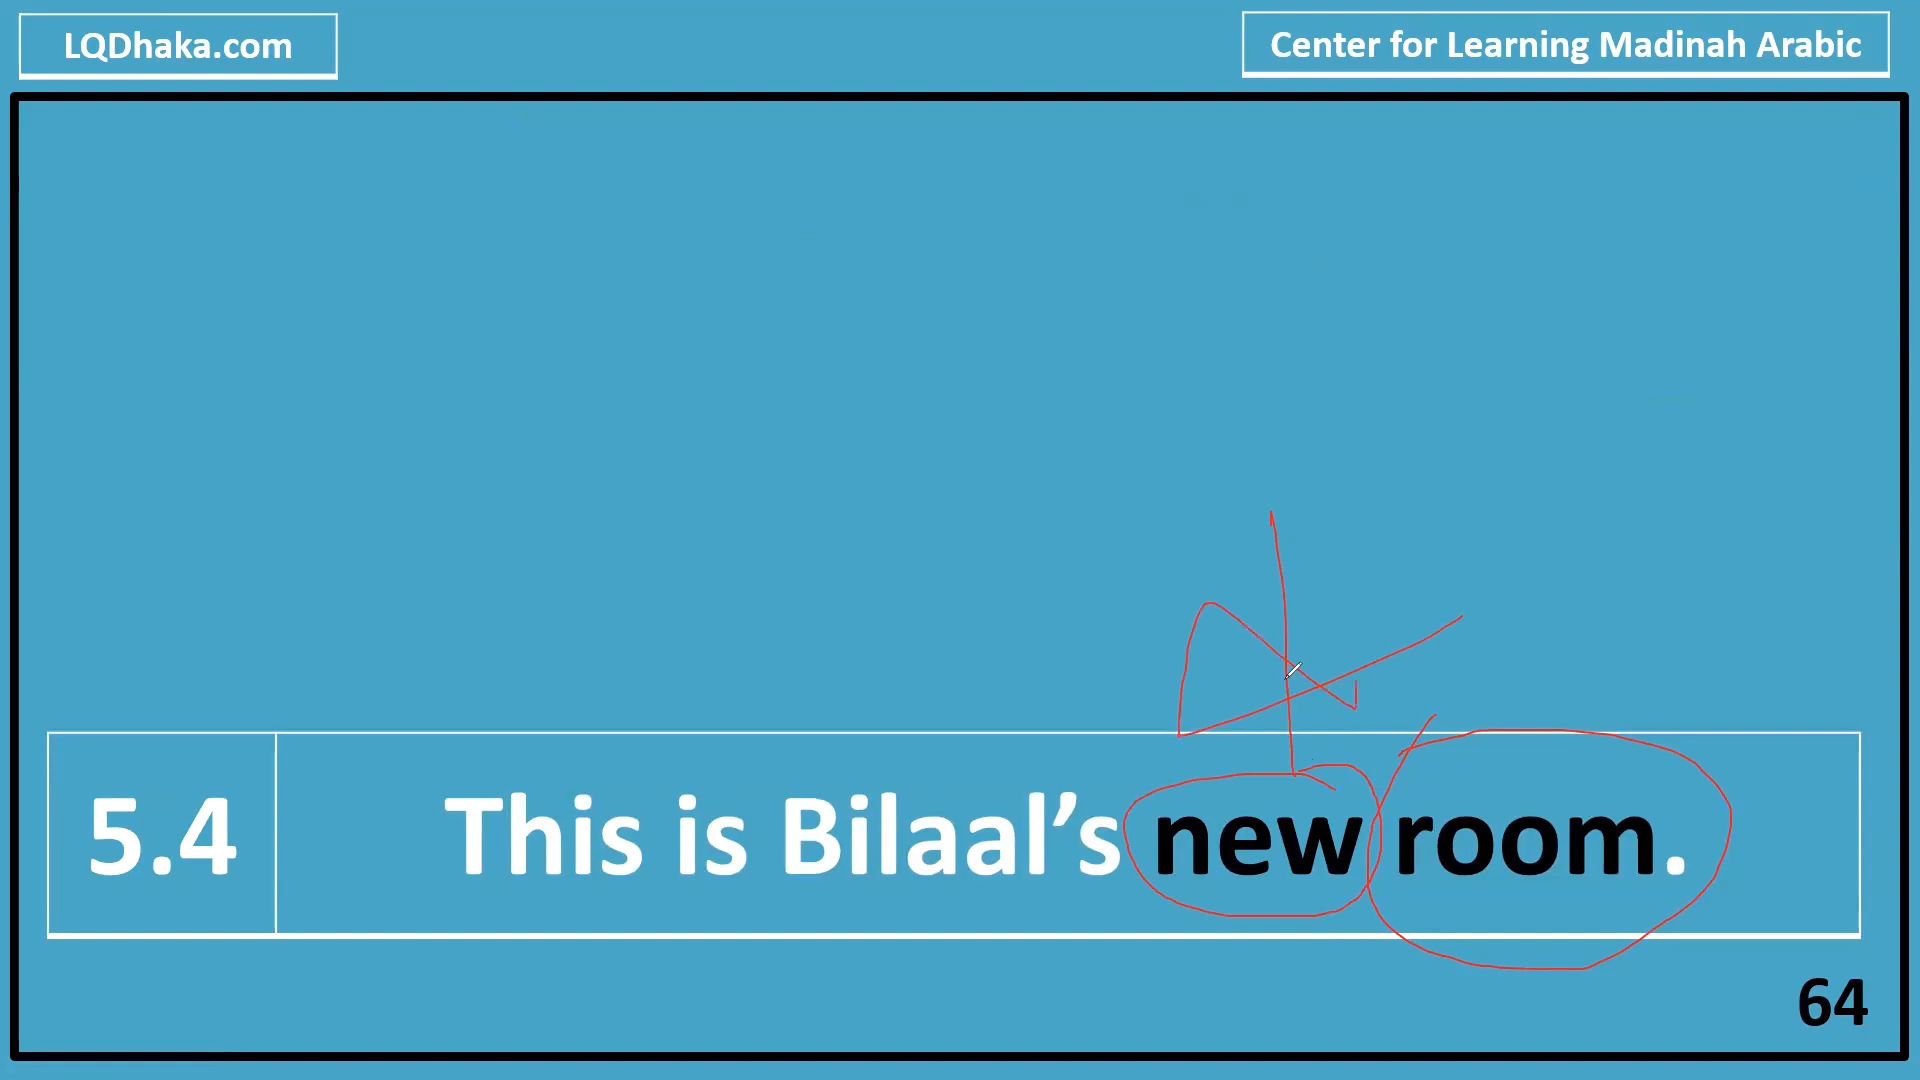 LQDhaka.com
Center for Learning Madinah Arabic
5.4
This is Bilaal’s new room.
64